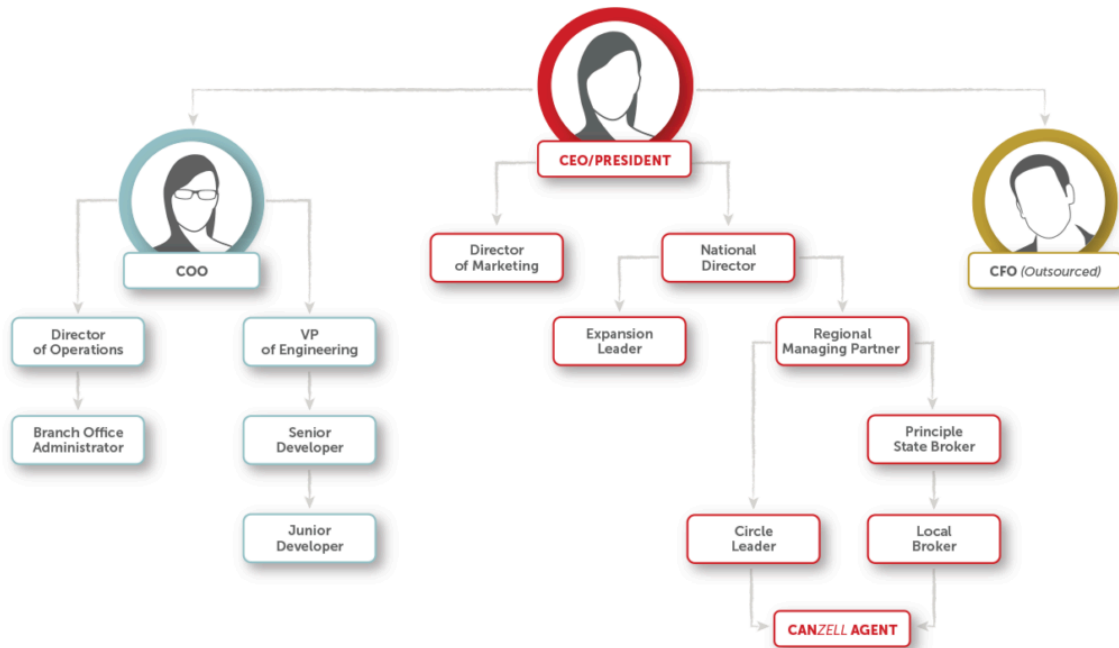 CEO/PRESIDENT
COO
CFO (Outsourced)
Director
of Marketing
National
Director
Director
of Operations
VP
of Engineering
Expansion
Leader
Regional
Managing Partner
Branch Office
Administrator
Senior
Developer
Principle
State Broker
Junior
Developer
Circle
Leader
Local
Broker
CANZELL AGENT